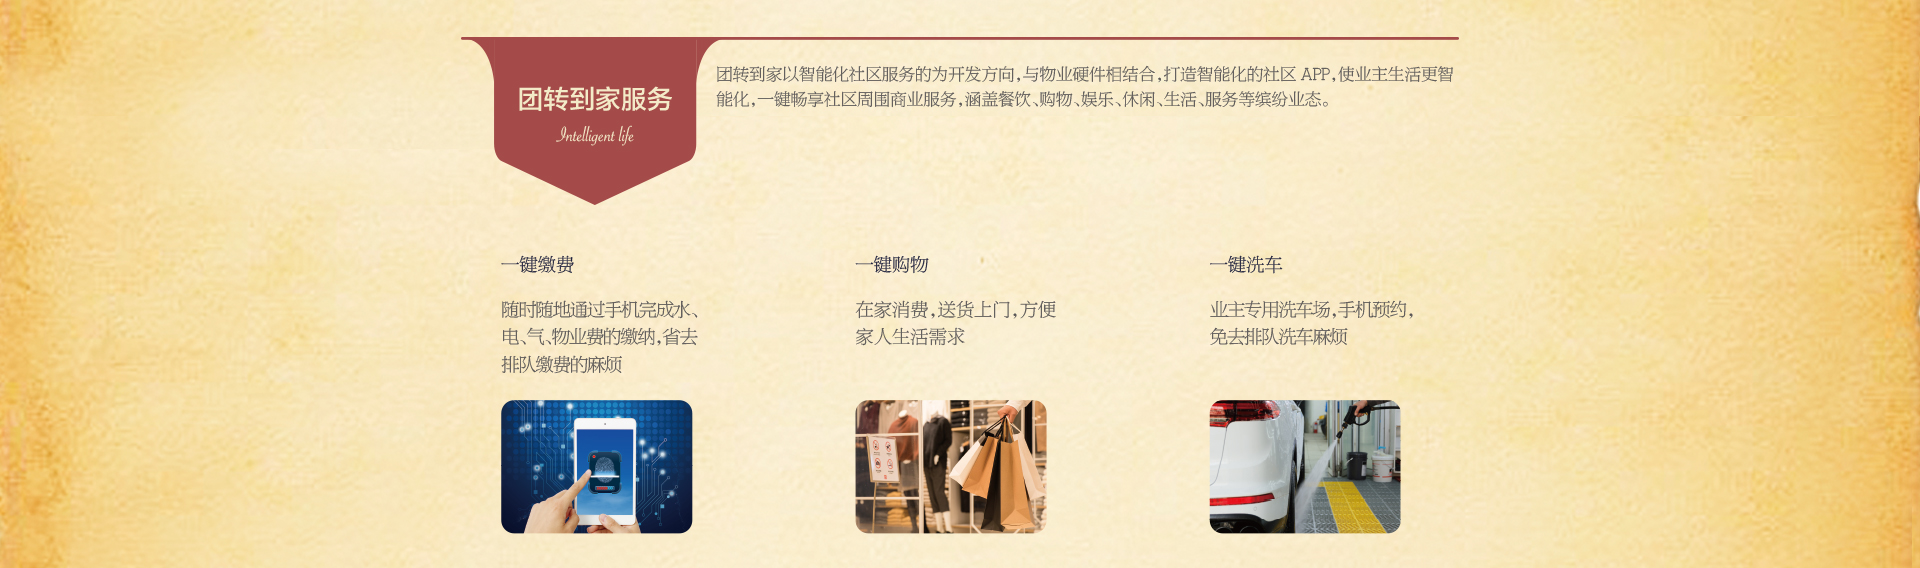 团转到家服务
Intelligent life
团转到家以智能化社区服务的为开发方向,与物业硬件相结合,打造智能化的社区 APP,使业主生活更智
能化,一键畅享社区周围商业服务,涵盖餐饮、购物、娱乐、休闲、生活、服务等缤纷业态。
一键缴费
随时随地通过手机完成水、
电、气、物业费的缴纳,省去
排队缴费的麻烦
一键购物
在家消费,送货上门,方便
家人生活需求
一键洗车
业主专用洗车场,手机预约,
免去排队洗车麻烦